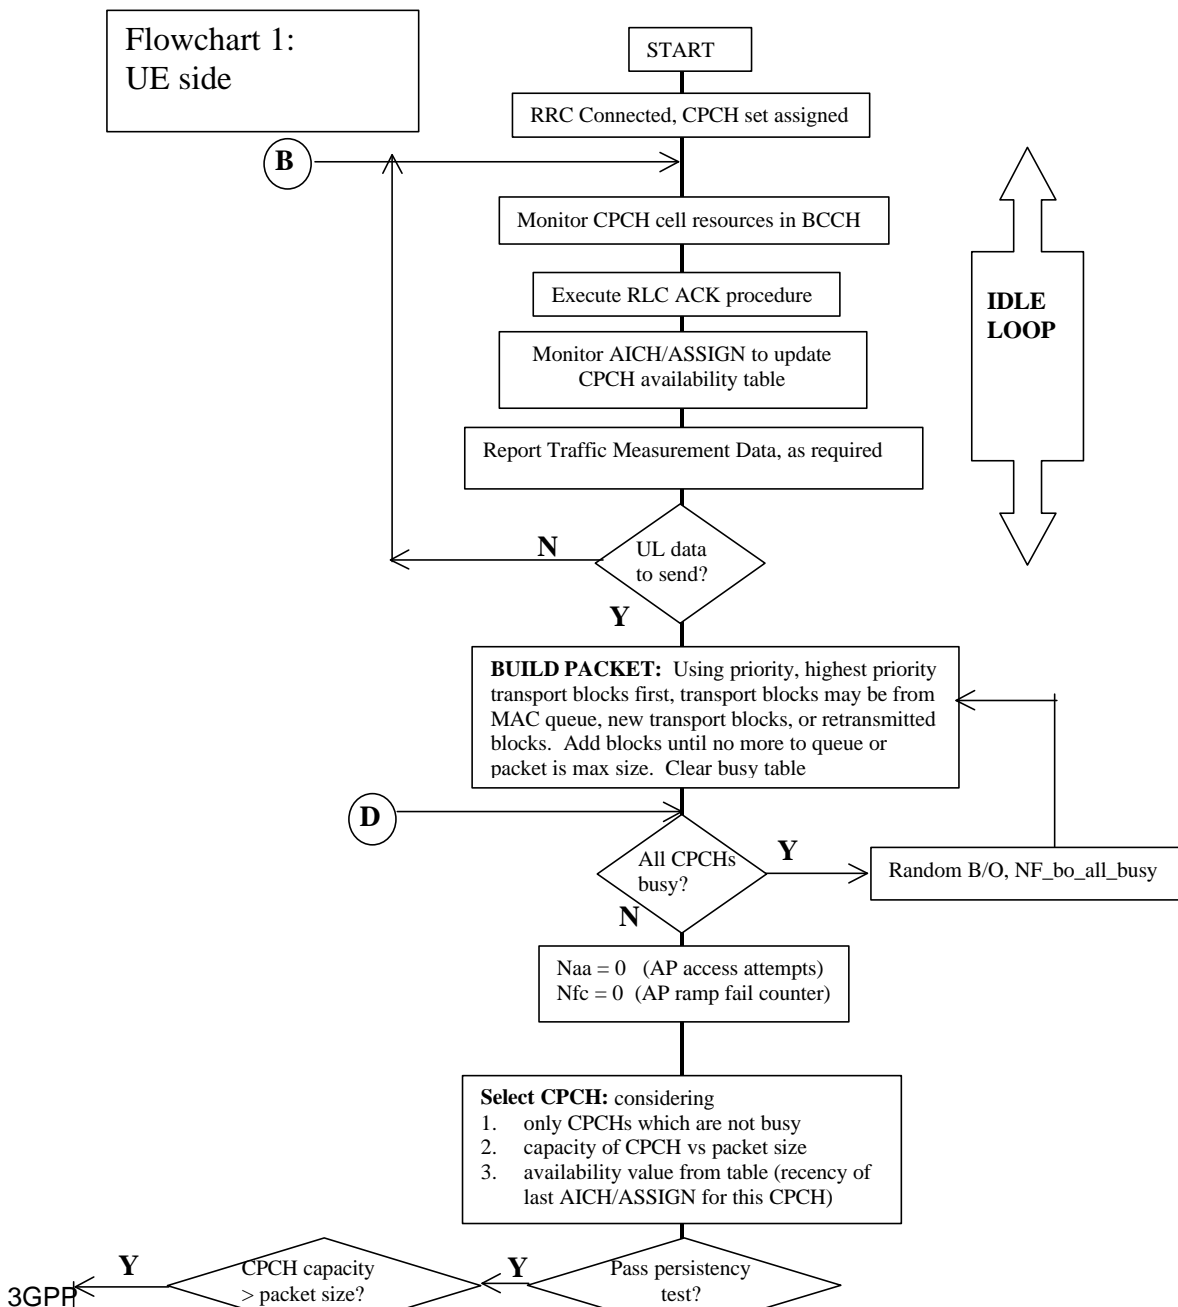 Flowchart 1:
UE side
START
RRC Connected, CPCH set assigned
B
Monitor CPCH cell resources in BCCH
Execute RLC ACK procedure
IDLE
LOOP
Monitor AICH/ASSIGN to update
CPCH availability table
Report Traffic Measurement Data, as required
N
UL data
to send?
Y
BUILD PACKET: Using priority, highest priority
transport blocks first, transport blocks may be from
MAC queue, new transport blocks, or retransmitted
blocks. Add blocks until no more to queue or
packet is max size. Clear busy table
D
All CPCHs
busy?
Y
Random B/O, NF_bo_all_busy
N
Naa = 0 (AP access attempts)
Nfc = 0 (AP ramp fail counter)
Select CPCH: considering
1. only CPCHs which are not busy
2. capacity of CPCH vs packet size
3. availability value from table (recency of
last AICH/ASSIGN for this CPCH)
Y
CPCH capacity
> packet size?
Y
Pass persistency
test?
3GPP